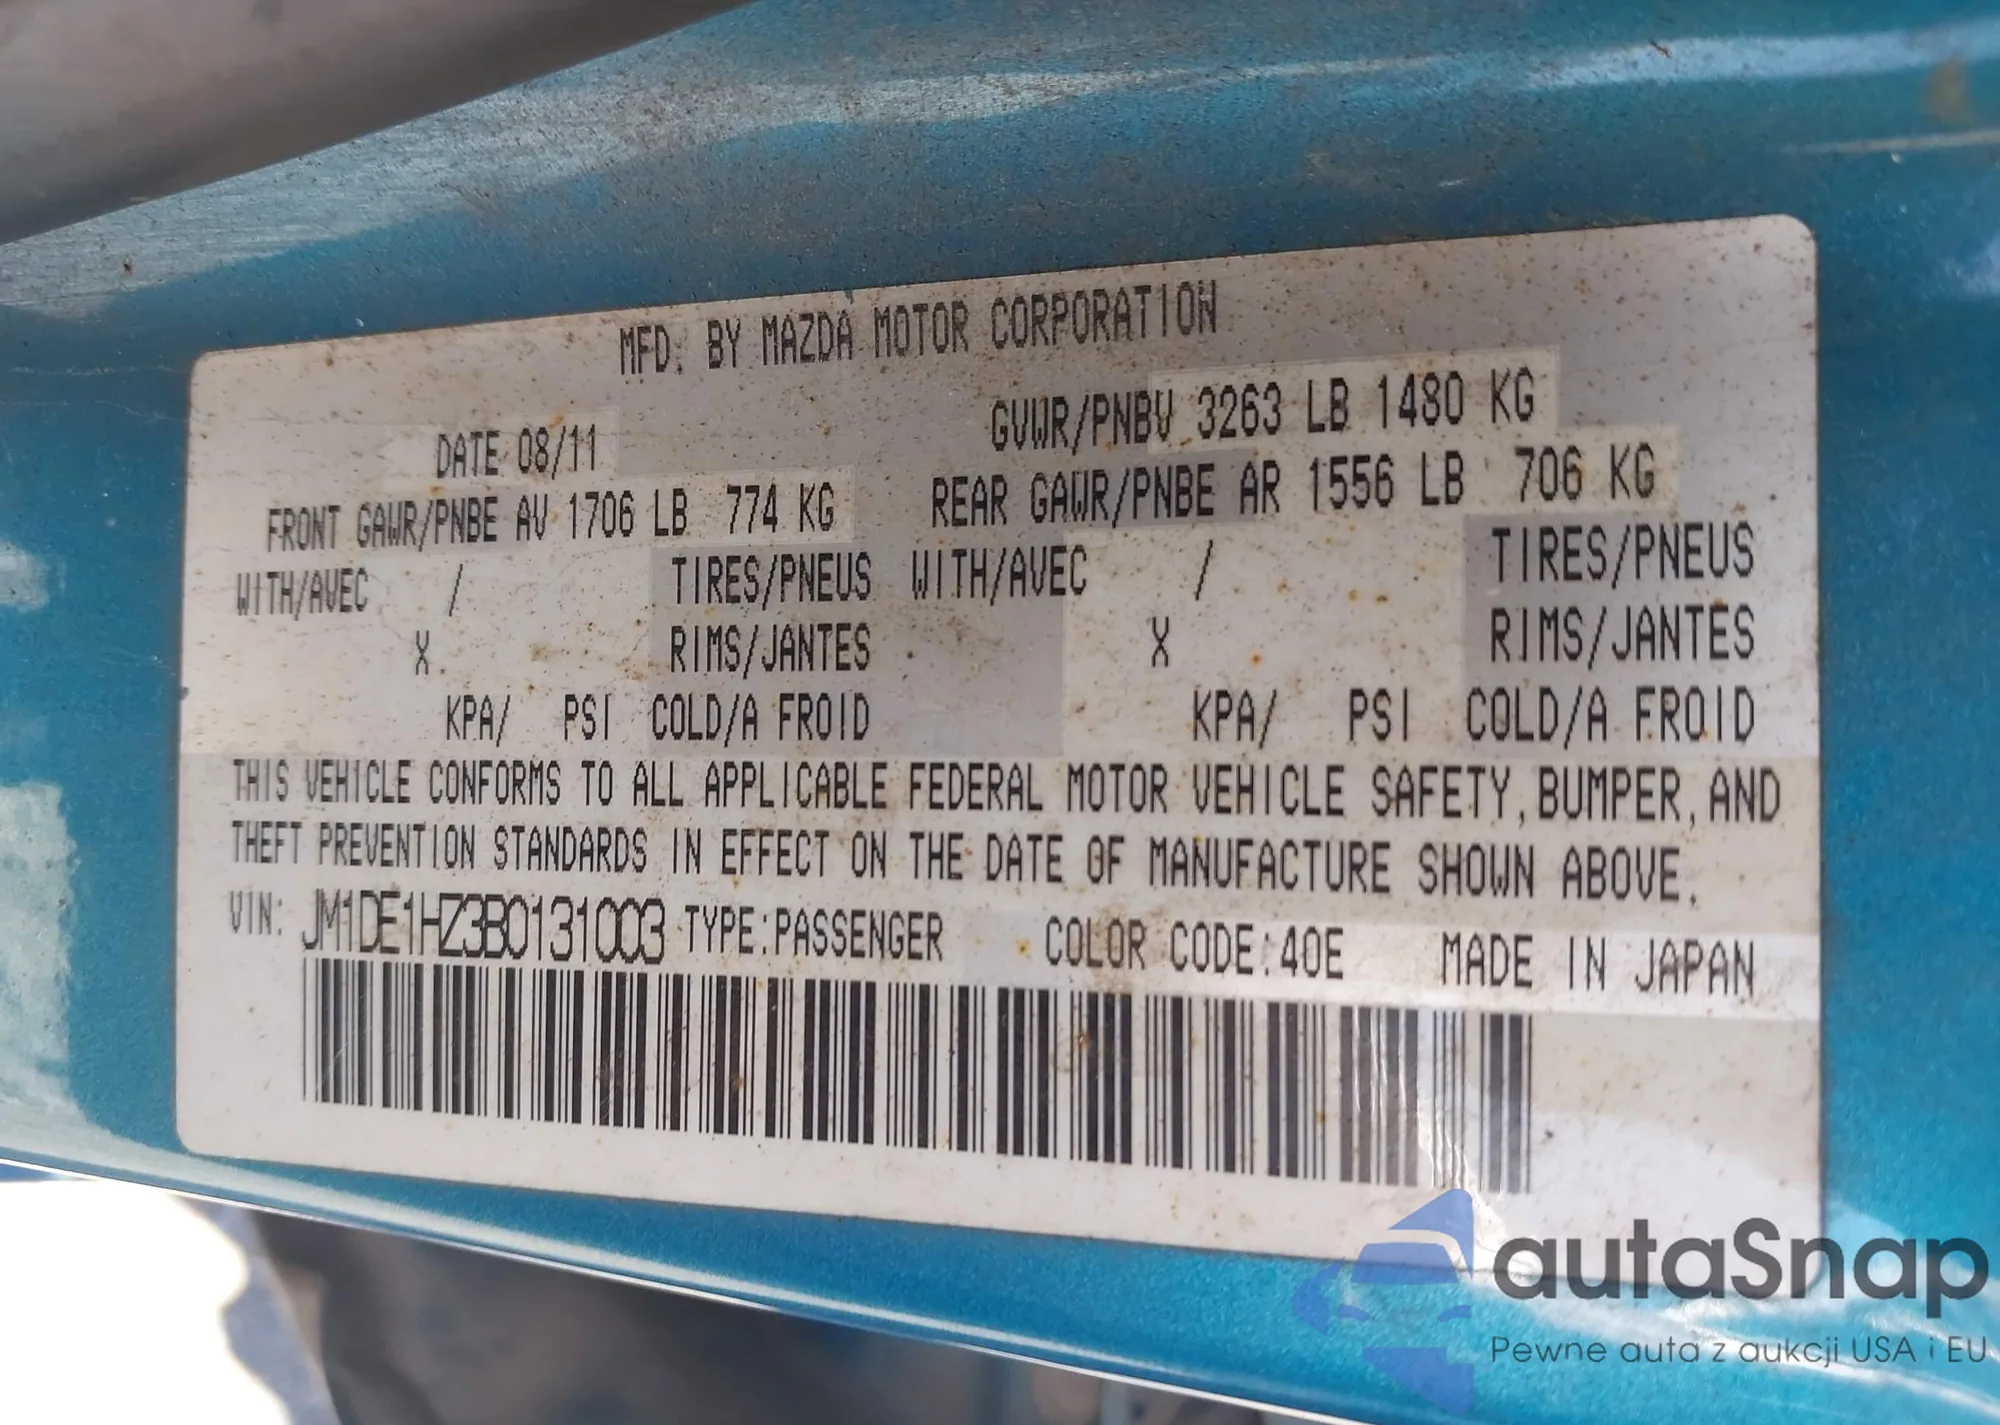 MFD. BY MAZDA MOTOR CORPORATION
DATE 08/11 GVWR/PNBV 3263 LB 1480 KG
FRONT GAWR/PNBE AV 1706 LB 774 KG REAR GAWR/PNBE AR 1556 LB 706 KG
WITH/AVEC / TIRES/PNEUS WITH/AVEC / TIRES/PNEUS
X RIMS/JANTES X RIMS/JANTES
KPA/ PSI COLD/A FROID KPA/ PSI COLD/A FROID
THIS VEHICLE CONFORMS TO ALL APPLICABLE FEDERAL MOTOR VEHICLE SAFETY, BUMPER, AND
THEFT PREVENTION STANDARDS IN EFFECT ON THE DATE OF MANUFACTURE SHOWN ABOVE.
VIN: JM1DE1HZ3B0131003 TYPE:PASSENGER COLOR CODE:40E MADE IN JAPAN
autaSnap
Pewne auta z aukcji USA i EU